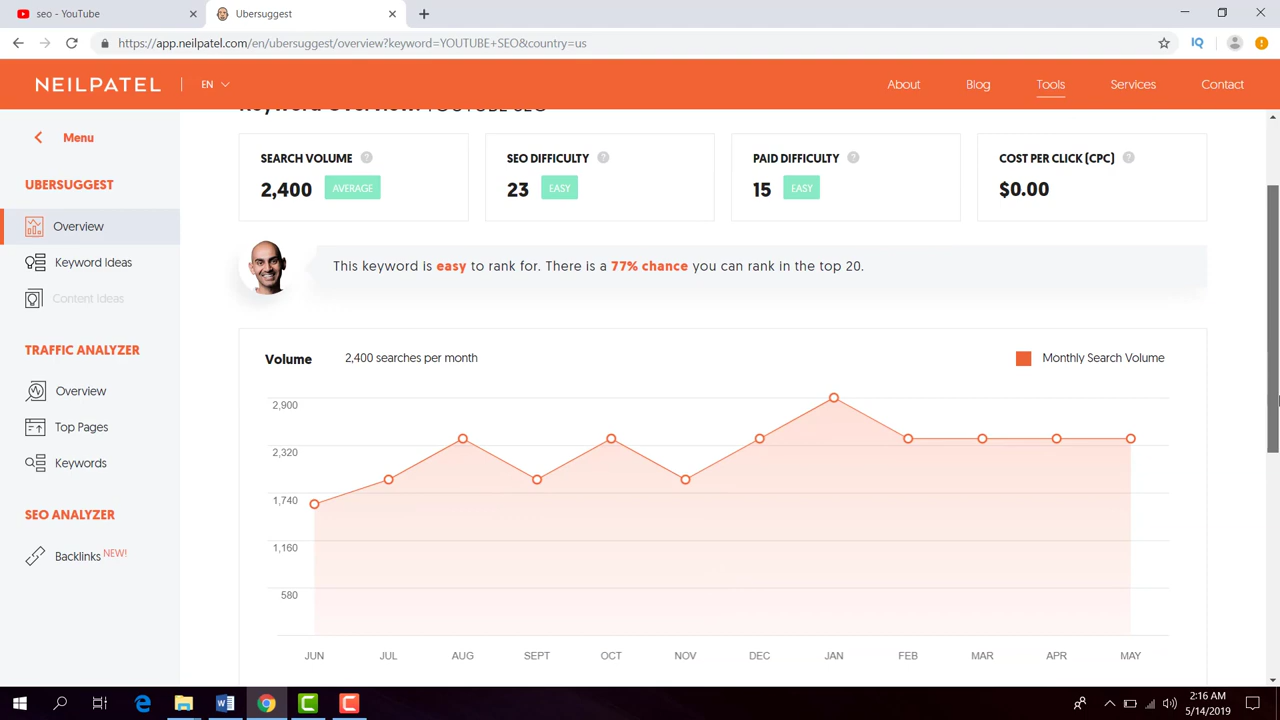 seo - YouTube
Ubersuggest
https://app.neilpatel.com/en/ubersuggest/overview?keyword=YOUTUBE+SEO&country=us
IQ
NEILPATEL
EN
About
Blog
Tools
Services
Contact
Menu
UBERSUGGEST
Overview
Keyword Ideas
Content Ideas
TRAFFIC ANALYZER
Overview
Top Pages
Keywords
SEO ANALYZER
Backlinks NEW!
Keyword Overview: YOUTUBE SEO
SEARCH VOLUME ?
2,400 AVERAGE
SEO DIFFICULTY ?
23 EASY
PAID DIFFICULTY ?
15 EASY
COST PER CLICK (CPC) ?
$0.00
This keyword is easy to rank for. There is a 77% chance you can rank in the top 20.
Volume 2,400 searches per month
Monthly Search Volume
2,900
2,320
1,740
1,160
580
JUN JUL AUG SEPT OCT NOV DEC JAN FEB MAR APR MAY
2:16 AM
5/14/2019